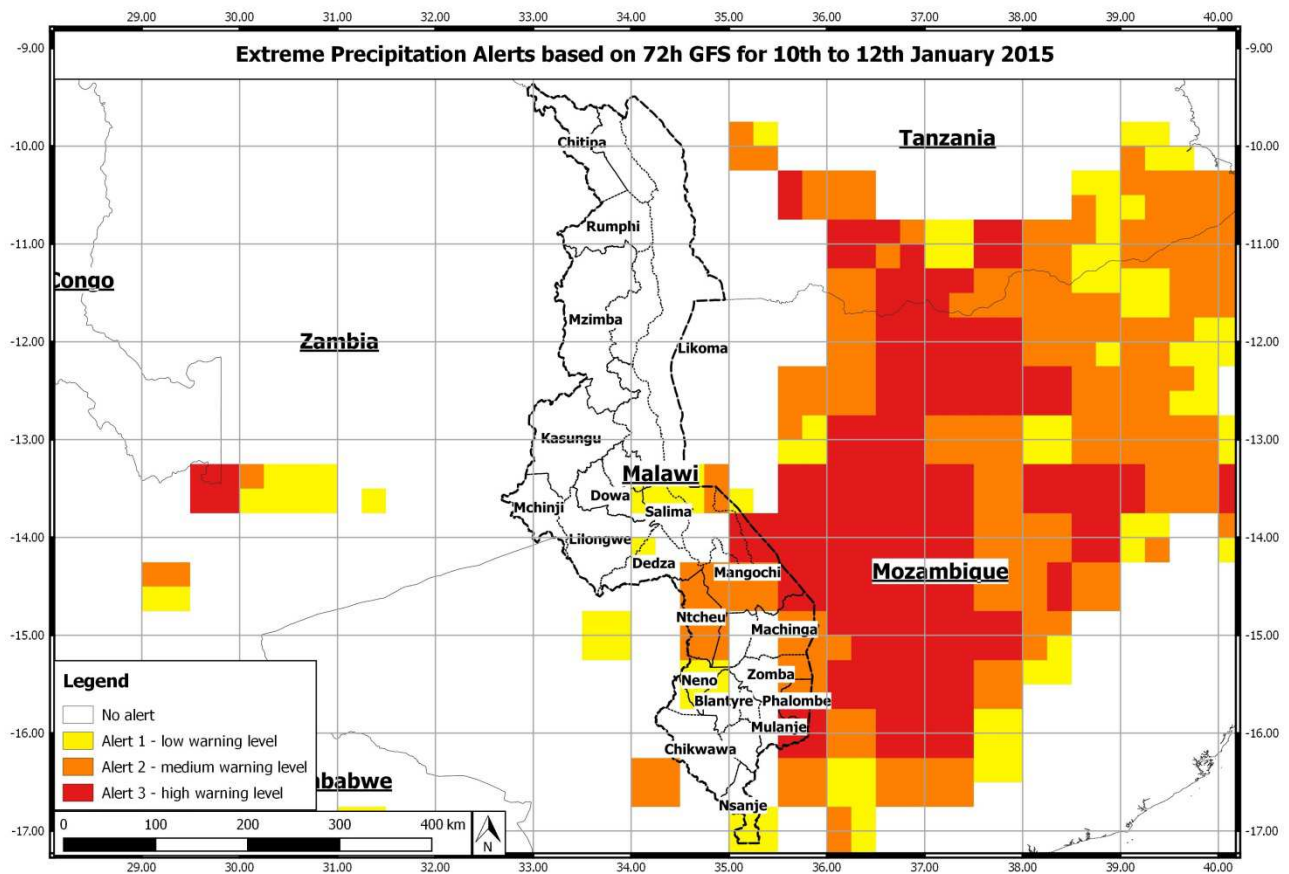 29.00 30.00 31.00 32.00 33.00 34.00 35.00 36.00 37.00 38.00 39.00 40.00
Extreme Precipitation Alerts based on 72h GFS for 10th to 12th January 2015
-9.00 -9.00
Chitipa
Tanzania
-10.00 -10.00
Rumphi
-11.00 -11.00
Congo
Mzimba
Zambia
Likoma
-12.00 -12.00
Kasungu
-13.00 -13.00
Malawi
Dowa
Mchinji
Salima
Lilongwe
-14.00 -14.00
Dedza
Mangochi
Mozambique
Ntcheu
Machinga
-15.00 -15.00
Neno
Zomba
Blantyre
Phalombe
Mulanje
Chikwawa
-16.00 -16.00
Nsanje
-17.00 -17.00
Legend
No alert
Alert 1 - low warning level
Alert 2 - medium warning level
Alert 3 - high warning level
babwe
0 100 200 300 400 km
N
29.00 30.00 31.00 32.00 33.00 34.00 35.00 36.00 37.00 38.00 39.00 40.00